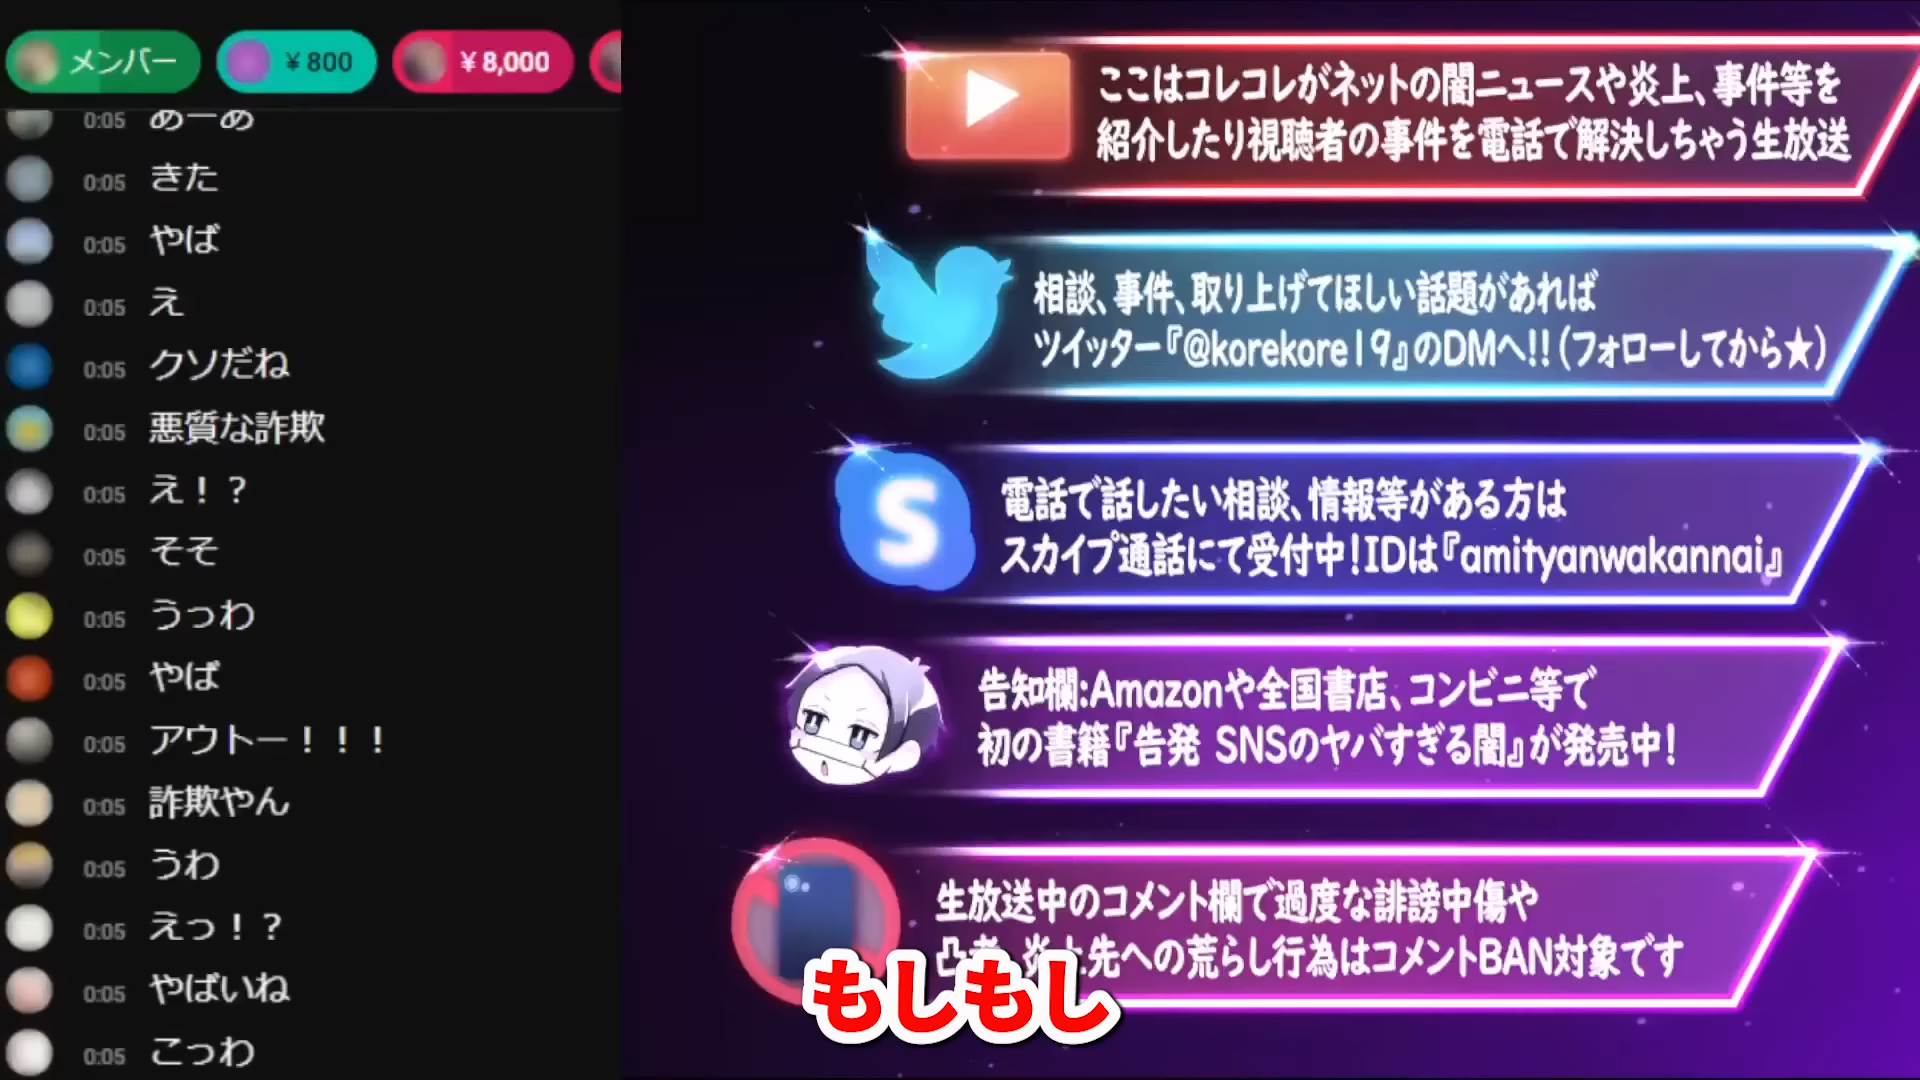 メンバー
￥800
￥8,000
0:05 あーめ
0:05 きた
0:05 やば
0:05 え
0:05 クソだね
0:05 悪質な詐欺
0:05 え！？
0:05 そそ
0:05 うっわ
0:05 やば
0:05 アウトー！！！
0:05 詐欺やん
0:05 うわ
0:05 えっ！？
0:05 やばいね
0:05 こっわ
ここはコレコレがネットの闇ニュースや炎上、事件等を
紹介したり視聴者の事件を電話で解決しちゃう生放送
相談、事件、取り上げてほしい話題があれば
ツイッター『@korekore19』のDMへ!!(フォローしてから★)
S
電話で話したい相談、情報等がある方は
スカイプ通話にて受付中!IDは『amityanwakannai』
告知欄:Amazonや全国書店、コンビニ等で
初の書籍『告発 SNSのヤバすぎる闇』が発売中!
生放送中のコメント欄で過度な誹謗中傷や
先への荒らし行為はコメントBAN対象です
もしもし